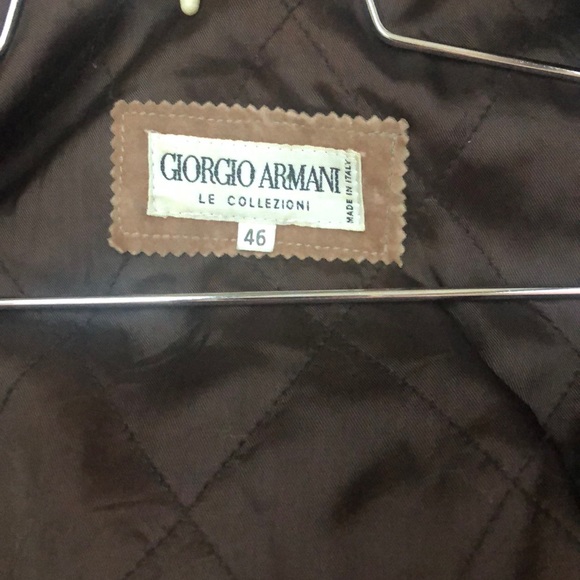 GIORGIO ARMANI
LE COLLEZIONI
MADE IN ITALY
46